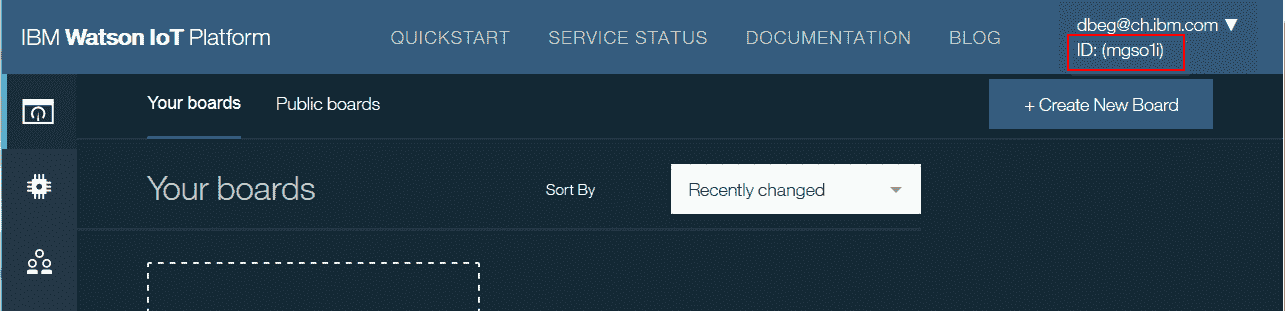 IBM Watson IoT Platform
QUICKSTART SERVICE STATUS DOCUMENTATION BLOG
dbeg@ch.ibm.com ▼
ID: (mgso1i)
Your boards Public boards
+ Create New Board
Your boards
Sort By
Recently changed